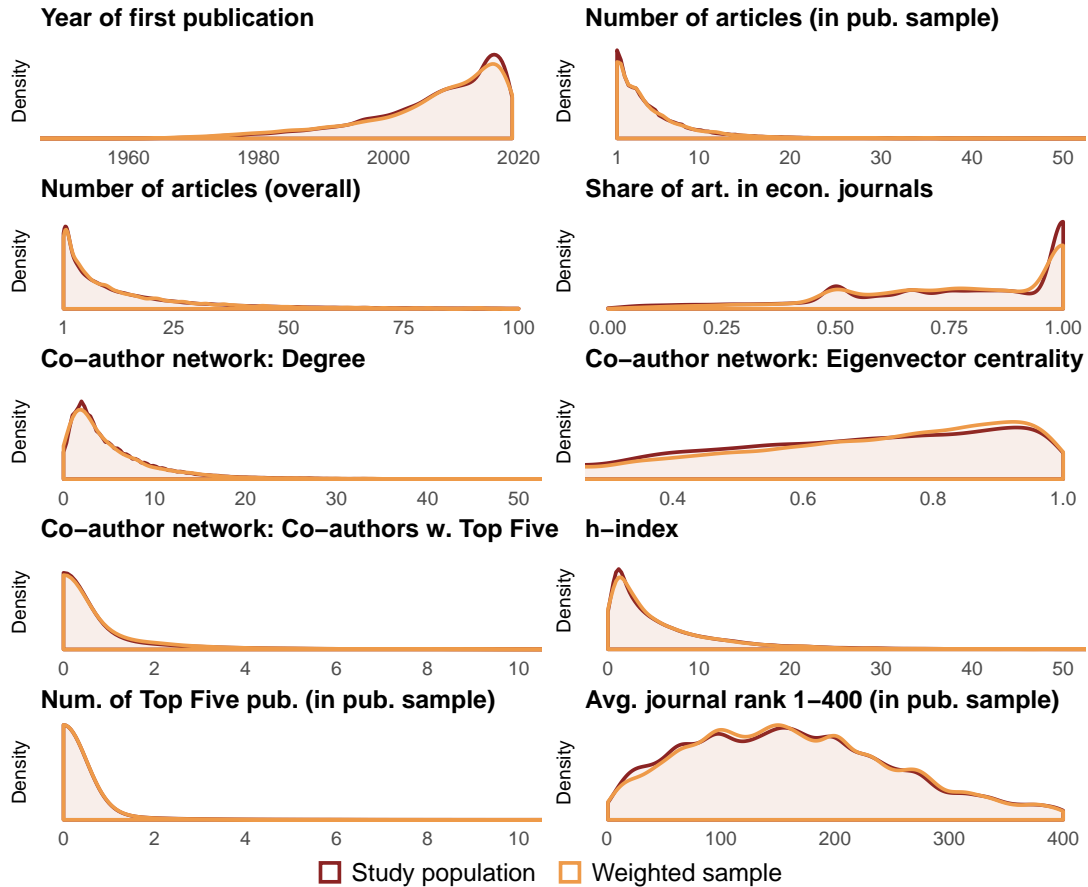 Year of first publication
Density
1960 1980 2000 2020
Number of articles (in pub. sample)
Density
1 10 20 30 40 50
Number of articles (overall)
Density
1 25 50 75 100
Share of art. in econ. journals
Density
0.00 0.25 0.50 0.75 1.00
Co−author network: Degree
Density
0 10 20 30 40 50
Co−author network: Eigenvector centrality
Density
0.4 0.6 0.8 1.0
Co−author network: Co−authors w. Top Five
Density
0 2 4 6 8 10
h−index
Density
0 10 20 30 40 50
Num. of Top Five pub. (in pub. sample)
Density
0 2 4 6 8 10
Avg. journal rank 1−400 (in pub. sample)
Density
0 100 200 300 400
Study population Weighted sample